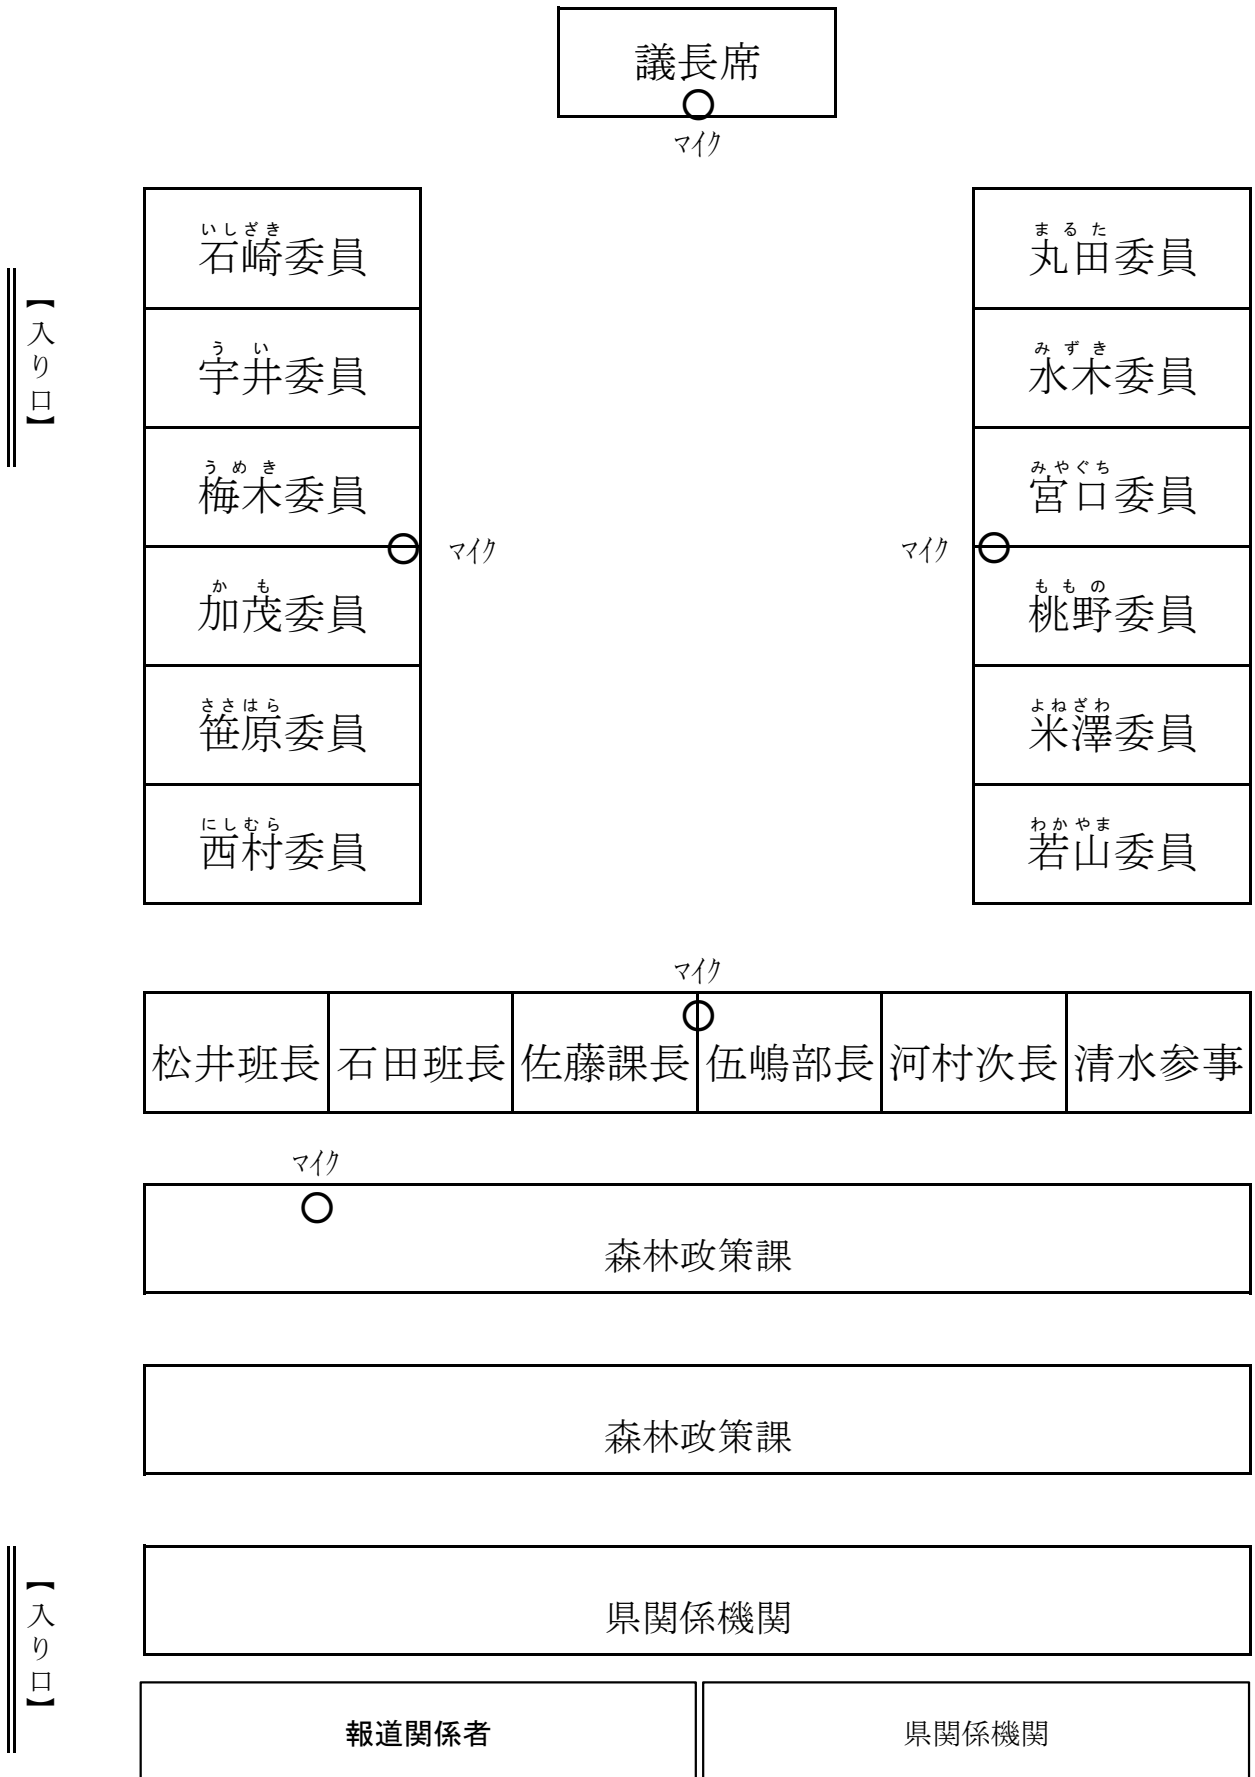 議長席
マイク
いしざき
石崎委員
まるた
丸田委員
【入り口】
うい
宇井委員
みずき
水木委員
うめき
梅木委員
みやぐち
宮口委員
マイク
マイク
かも
加茂委員
ももの
桃野委員
ささはら
笹原委員
よねざわ
米澤委員
にしむら
西村委員
わかやま
若山委員
マイク
松井班長 石田班長 佐藤課長 伍嶋部長 河村次長 清水参事
マイク
森林政策課
森林政策課
【入り口】
県関係機関
報道関係者 県関係機関